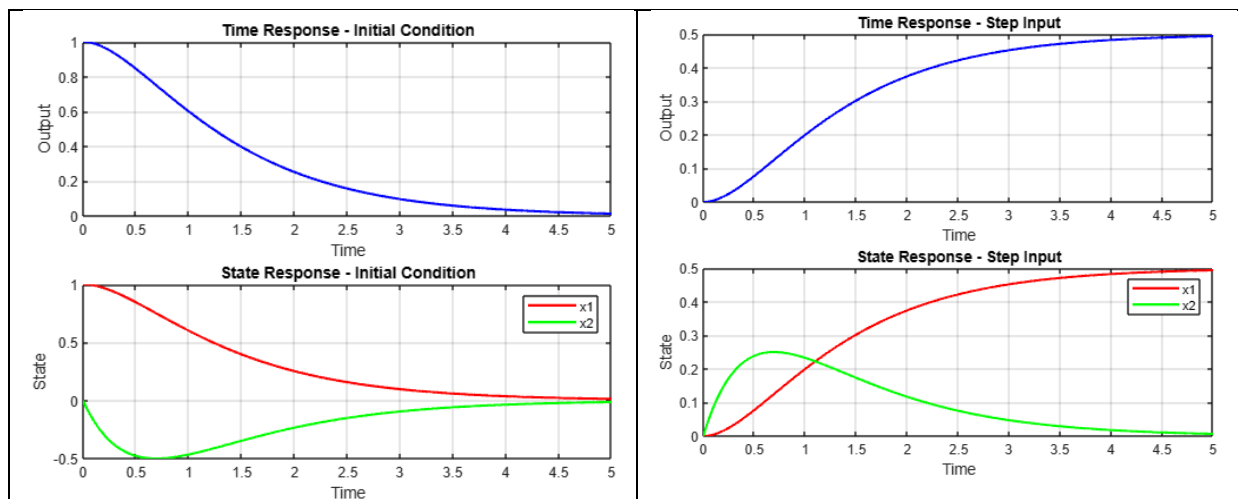 Time Response - Initial Condition
1
0.8
0.6
0.4
0.2
0
Output
0 0.5 1 1.5 2 2.5 3 3.5 4 4.5 5
Time
State Response - Initial Condition
1
0.5
0
-0.5
State
x1
x2
0 0.5 1 1.5 2 2.5 3 3.5 4 4.5 5
Time
Time Response - Step Input
0.5
0.4
0.3
0.2
0.1
0
Output
0 0.5 1 1.5 2 2.5 3 3.5 4 4.5 5
Time
State Response - Step Input
0.5
0.4
0.3
0.2
0.1
0
State
x1
x2
0 0.5 1 1.5 2 2.5 3 3.5 4 4.5 5
Time